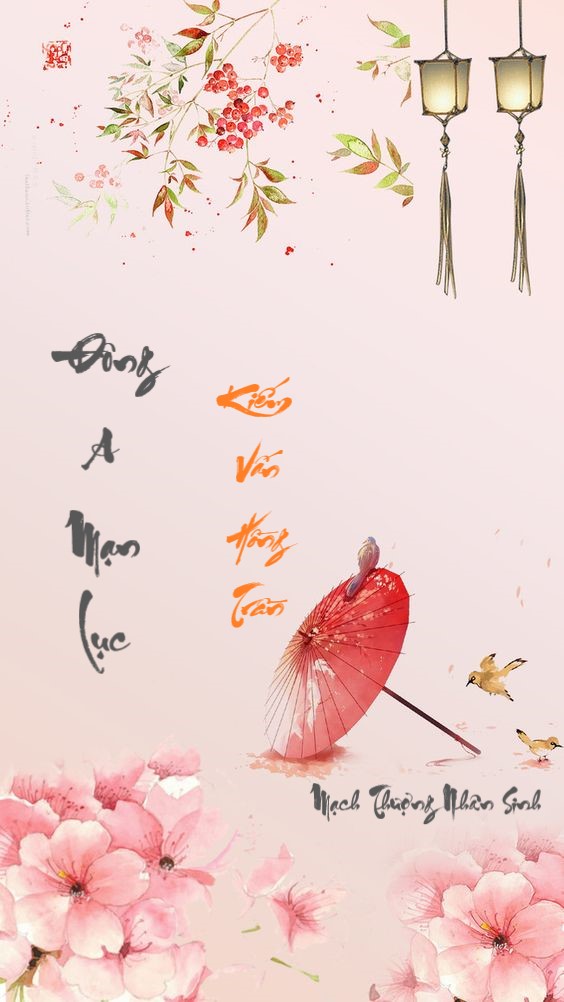 Đông
A
Mạn
Lục
Kiếm
Vấn
Hồng
Trần
Mạch Thượng Nhân Sinh